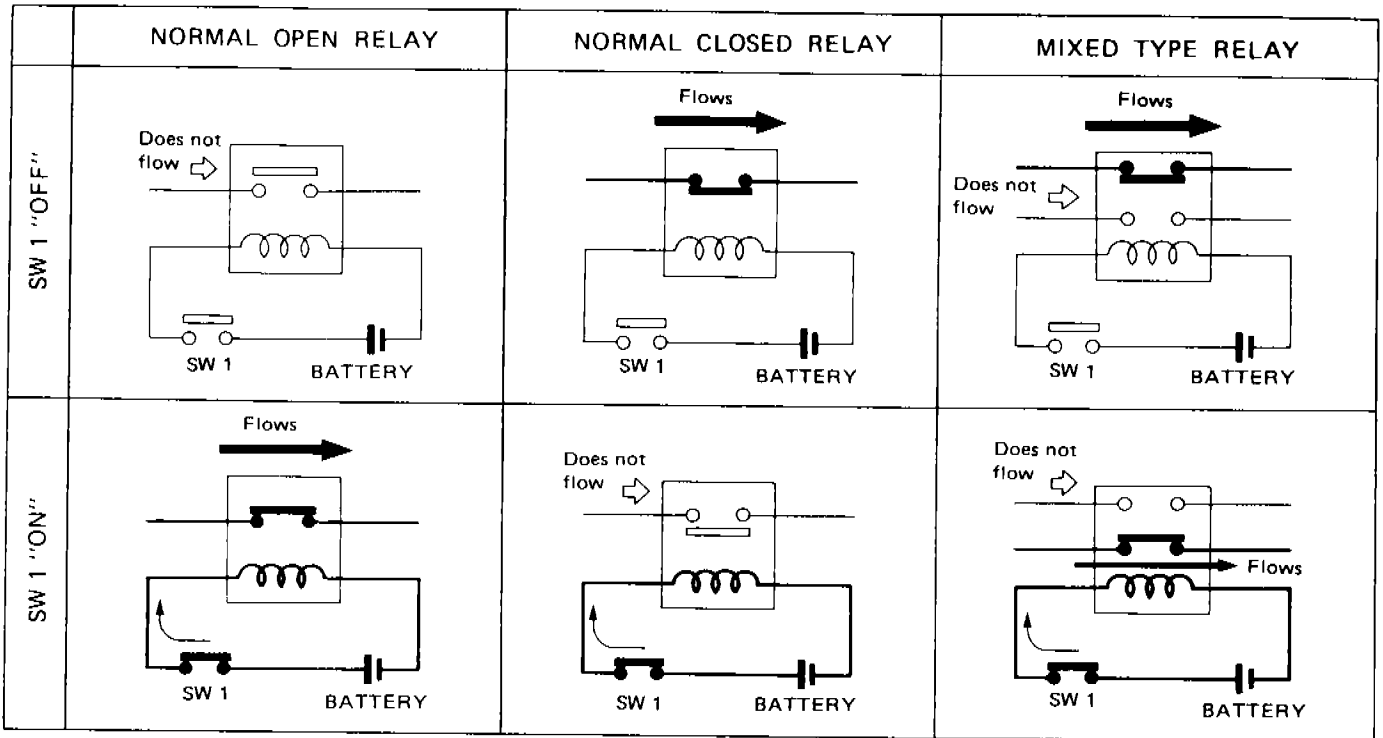 NORMAL OPEN RELAY
NORMAL CLOSED RELAY
MIXED TYPE RELAY
SW 1 "OFF"
Does not
flow
SW 1
BATTERY
Flows
SW 1
BATTERY
Flows
Does not
flow
SW 1
BATTERY
SW 1 "ON"
Flows
SW 1
BATTERY
Does not
flow
SW 1
BATTERY
Does not
flow
Flows
SW 1
BATTERY